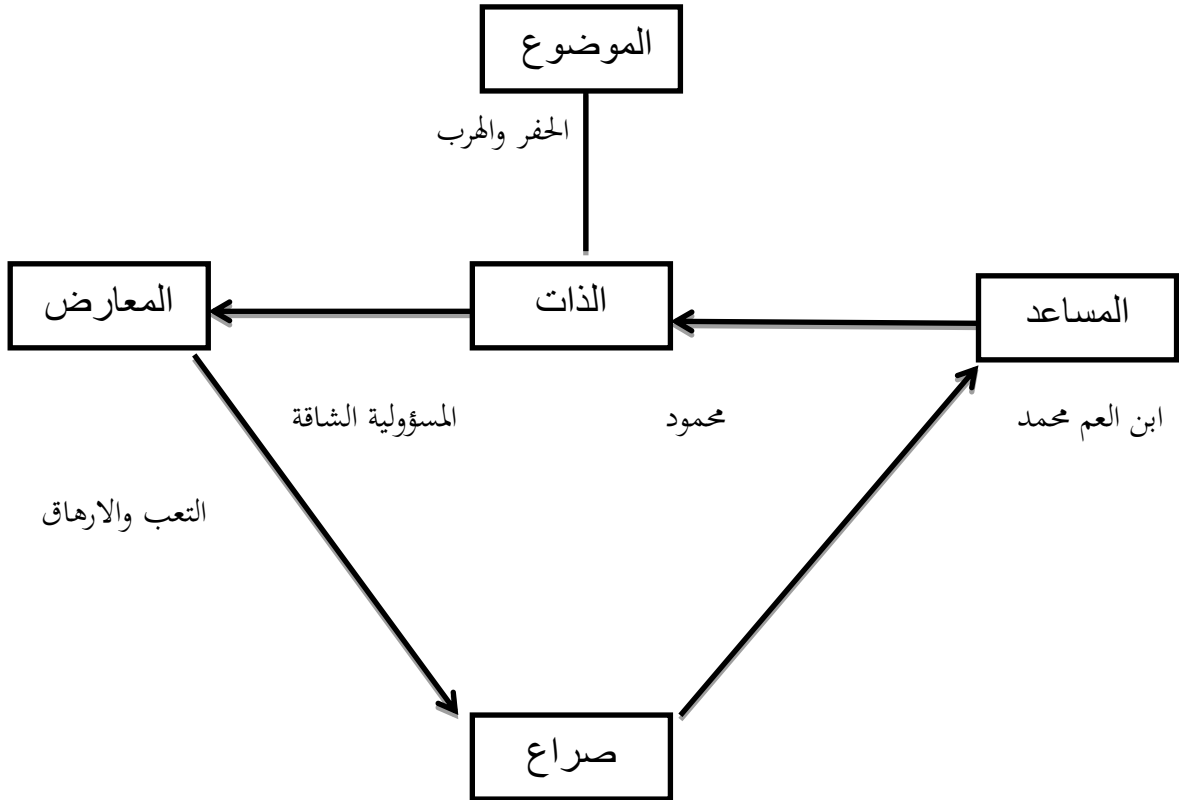 الموضوع
الحفر والهرب
المساعد
الذات
المعارض
ابن العم محمد
محمود
المسؤولية الشاقة
التعب والارهاق
صراع